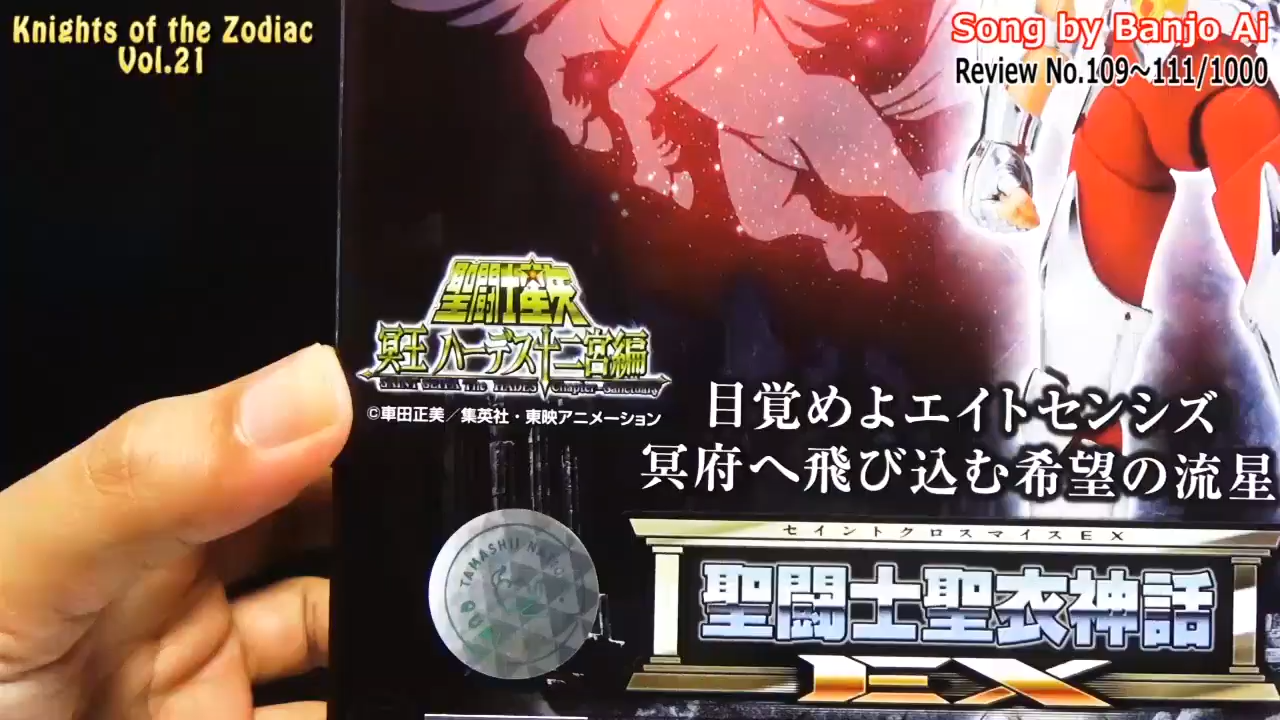 Knights of the Zodiac
Vol.21
Song by Banjo Ai
Review No.109~111/1000
聖闘士星矢
冥王 ハーデス十二宮編
SAINT SEIYA The HADES Chapter-Sanctuary
©車田正美/集英社・東映アニメーション
目覚めよエイトセンシズ
冥府へ飛び込む希望の流星
セイントクロスマイスEX
聖闘士聖衣神話
EX
TAMASHII NATIO